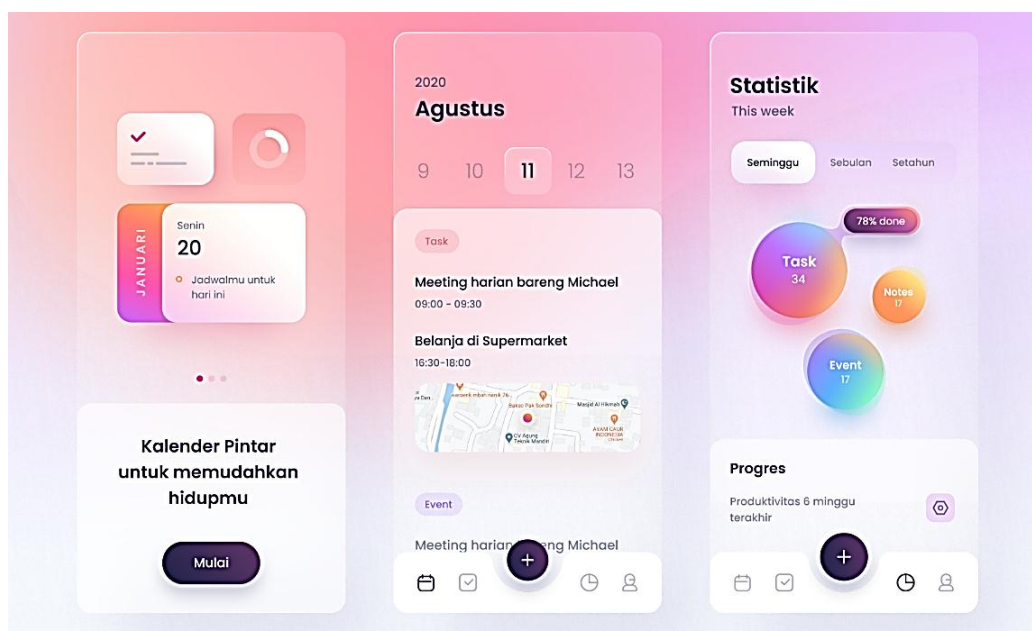 JANUARI
Senin
20
Jadwalmu untuk
hari ini
Kalender Pintar
untuk memudahkan
hidupmu
Mulai
2020
Agustus
9 10 11 12 13
Task
Meeting harian bareng Michael
09:00 - 09:30
Belanja di Supermarket
16:30-18:00
Bakso Pak Sondhi
Masjid Al Hikmah
CV Agung
Teknik Mandiri
AYAM GAUR
INDONESIA
Event
Meeting harian eng Michael
Statistik
This week
Seminggu Sebulan Setahun
78% done
Task
34
Notes
17
Event
17
Progres
Produktivitas 6 minggu
terakhir